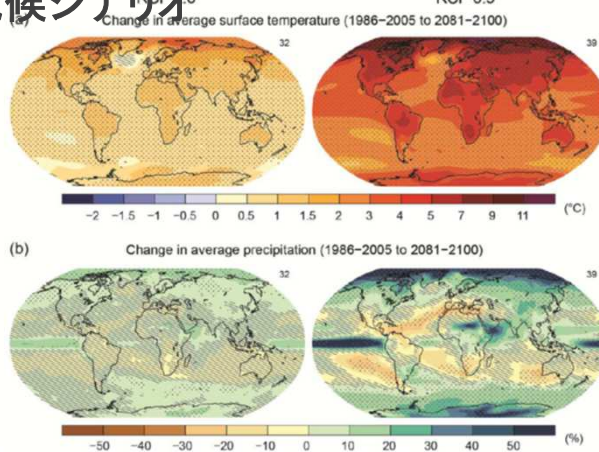 候シナリオ
(a) Change in average surface temperature (1986−2005 to 2081−2100)
32
39
−2 −1.5 −1 −0.5 0 0.5 1 1.5 2 3 4 5 7 9 11 (°C)
(b) Change in average precipitation (1986−2005 to 2081−2100)
32
39
−50 −40 −30 −20 −10 0 10 20 30 40 50 (%)